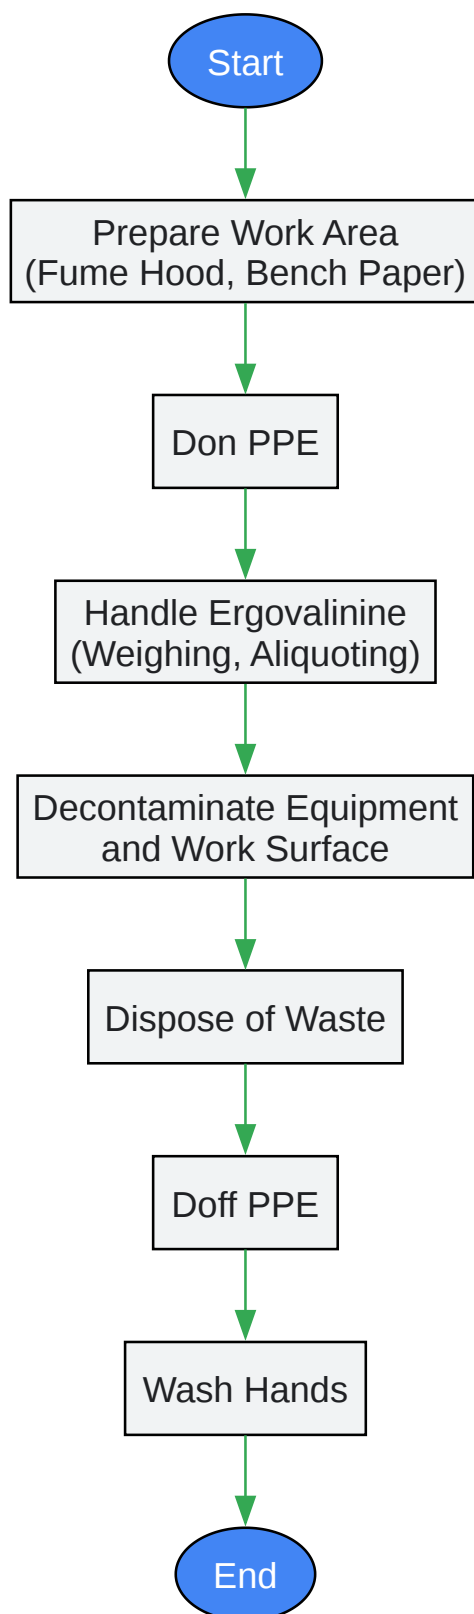 Start
Prepare Work Area
(Fume Hood, Bench Paper)
Don PPE
Handle Ergovalinine
(Weighing, Aliquoting)
Decontaminate Equipment
and Work Surface
Dispose of Waste
Doff PPE
Wash Hands
End